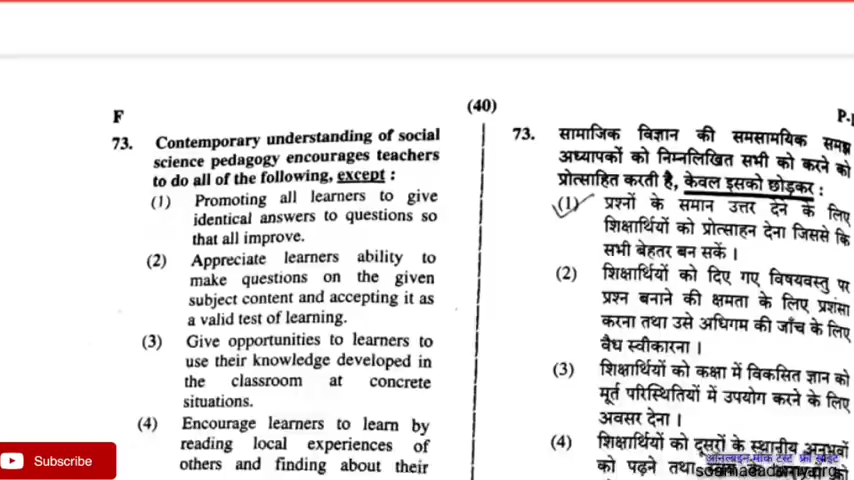 F
(40)
P-
73. Contemporary understanding of social
science pedagogy encourages teachers
to do all of the following, except :
(1) Promoting all learners to give
identical answers to questions so
that all improve.
(2) Appreciate learners ability to
make questions on the given
subject content and accepting it as
a valid test of learning.
(3) Give opportunities to learners to
use their knowledge developed in
the classroom at concrete
situations.
(4) Encourage learners to learn by
reading local experiences of
others and finding about their
73. सामाजिक विज्ञान की समसामयिक समझ
अध्यापकों को निम्नलिखित सभी को करने को
प्रोत्साहित करती है, केवल इसको छोड़कर :
(1) प्रश्नों के समान उत्तर देने के लिए
शिक्षार्थियों को प्रोत्साहन देना जिससे कि
सभी बेहतर बन सकें ।
(2) शिक्षार्थियों को दिए गए विषयवस्तु पर
प्रश्न बनाने की क्षमता के लिए प्रशंसा
करना तथा उसे अधिगम की जाँच के लिए
वैध स्वीकारना ।
(3) शिक्षार्थियों को कक्षा में विकसित ज्ञान को
मूर्त परिस्थितियों में उपयोग करने के लिए
अवसर देना ।
(4) शिक्षार्थियों को दूसरों के स्थानीय अनुभवों
को पढ़ने तथा
ऑनलाइन मॉक टेस्ट फ्री
Subscribe